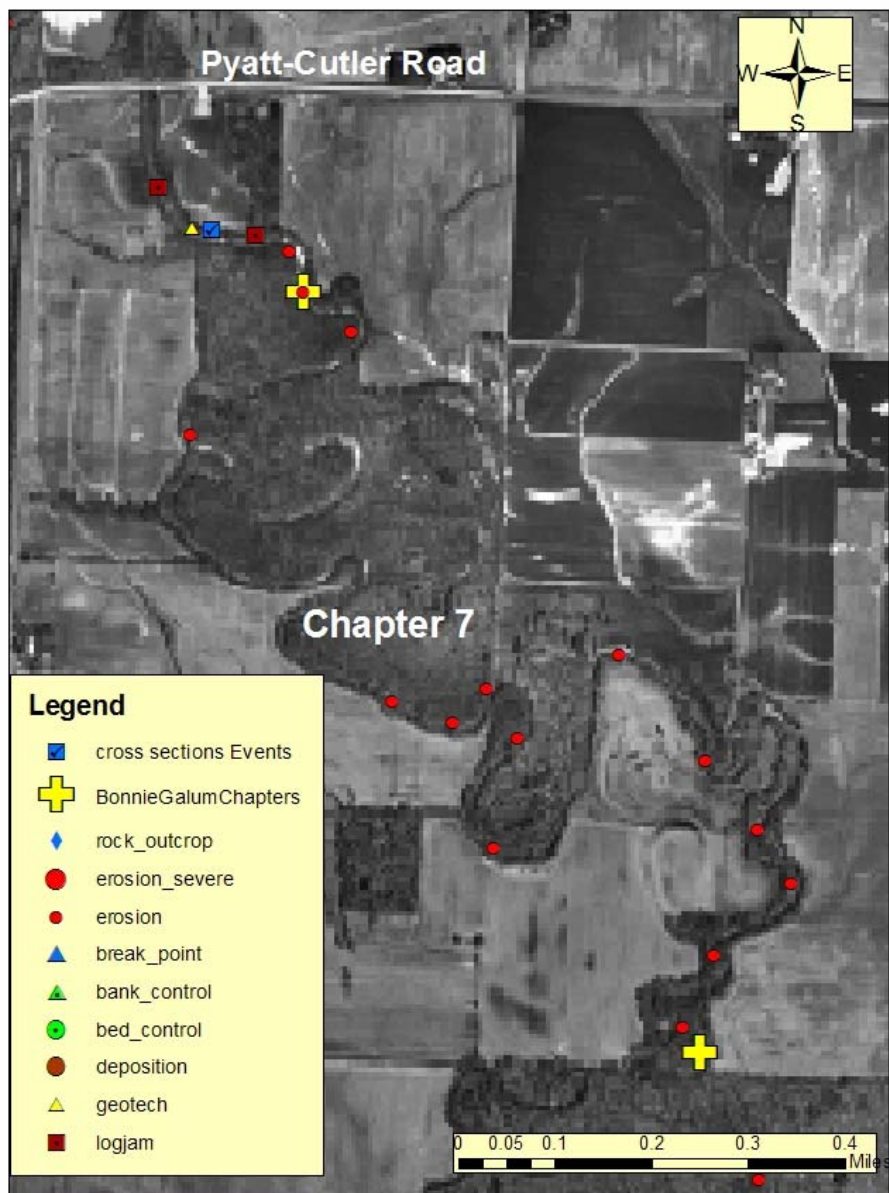 Pyatt-Cutler Road
N
W E
S
Chapter 7
Legend
cross sections Events
BonnieGalumChapters
rock_outcrop
erosion_severe
erosion
break_point
bank_control
bed_control
deposition
geotech
logjam
0 0.05 0.1 0.2 0.3 0.4
Miles